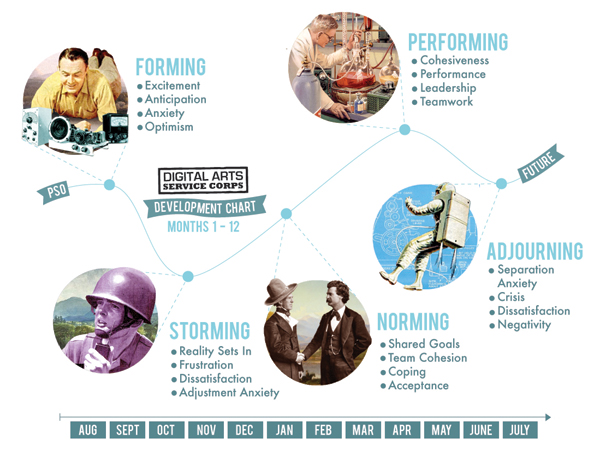 FORMING
Excitement
Anticipation
Anxiety
Optimism
PERFORMING
Cohesiveness
Performance
Leadership
Teamwork
PSO
DIGITAL ARTS
SERVICE CORPS
DEVELOPMENT CHART
MONTHS 1 – 12
FUTURE
ADJOURNING
Separation
Anxiety
Crisis
Dissatisfaction
Negativity
STORMING
Reality Sets In
Frustration
Dissatisfaction
Adjustment Anxiety
NORMING
Shared Goals
Team Cohesion
Coping
Acceptance
AUG SEPT OCT NOV DEC JAN FEB MAR APR MAY JUNE JULY